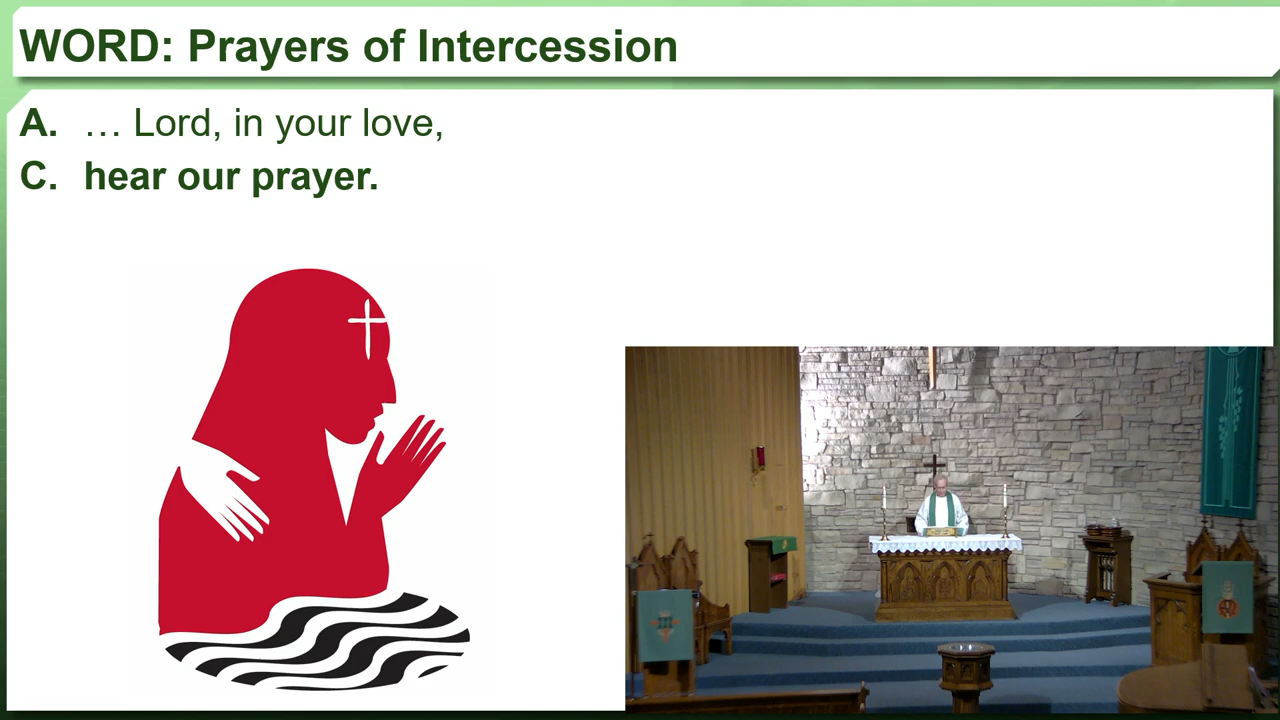 WORD: Prayers of Intercession
A. … Lord, in your love,
C. hear our prayer.